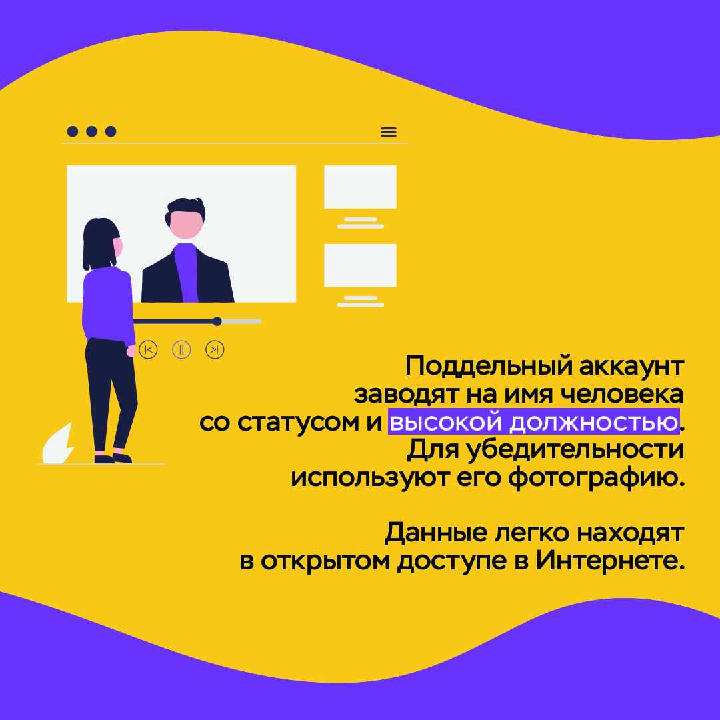 Поддельный аккаунт
заводят на имя человека
со статусом и высокой должностью.
Для убедительности
используют его фотографию.
Данные легко находят
в открытом доступе в Интернете.